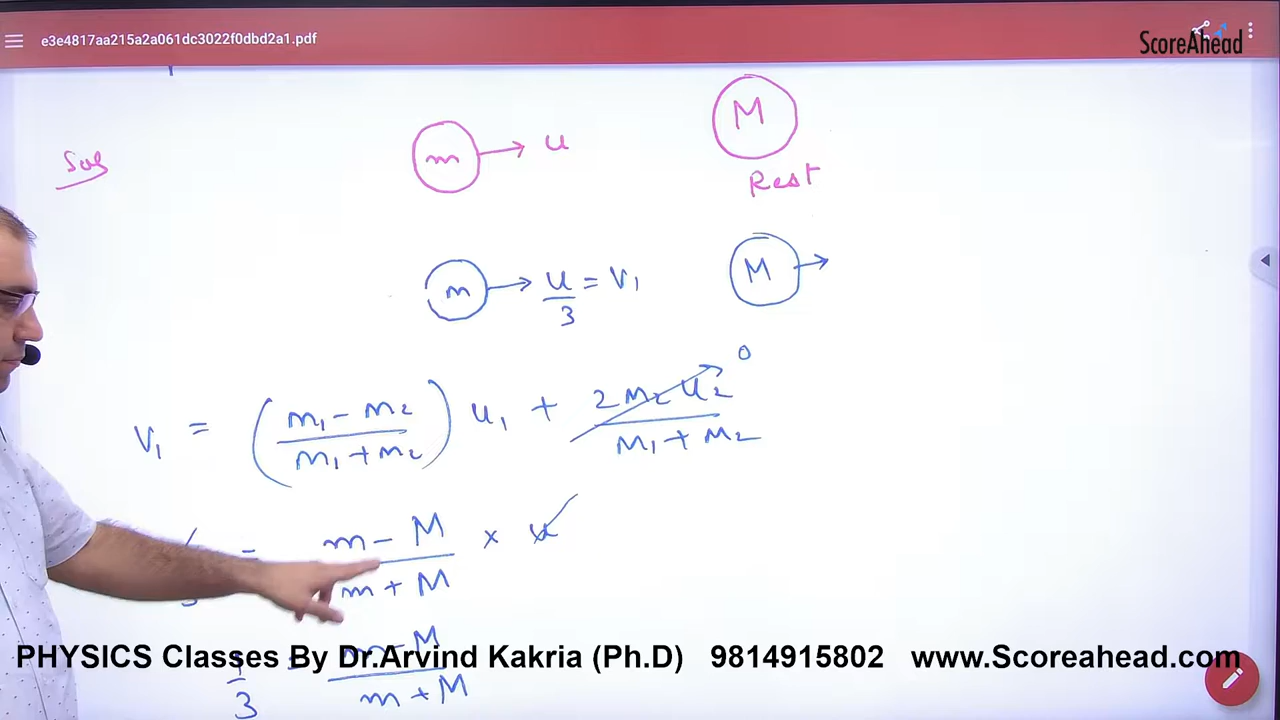 e3e4817aa215a2a061dc3022f0dbd2a1.pdf
ScoreAhead
Sol
m → u
M
Rest
m → u/3 = v₁
M →
v₁ = ( (m₁ - m₂) / (m₁ + m₂) ) u₁ + 2m₂u₂ / (m₁ + m₂) 0
/3 = (m - M) / (m + M) × u
1/3 = (m - M) / (m + M)
PHYSICS Classes By Dr.Arvind Kakria (Ph.D) 9814915802 www.Scoreahead.com